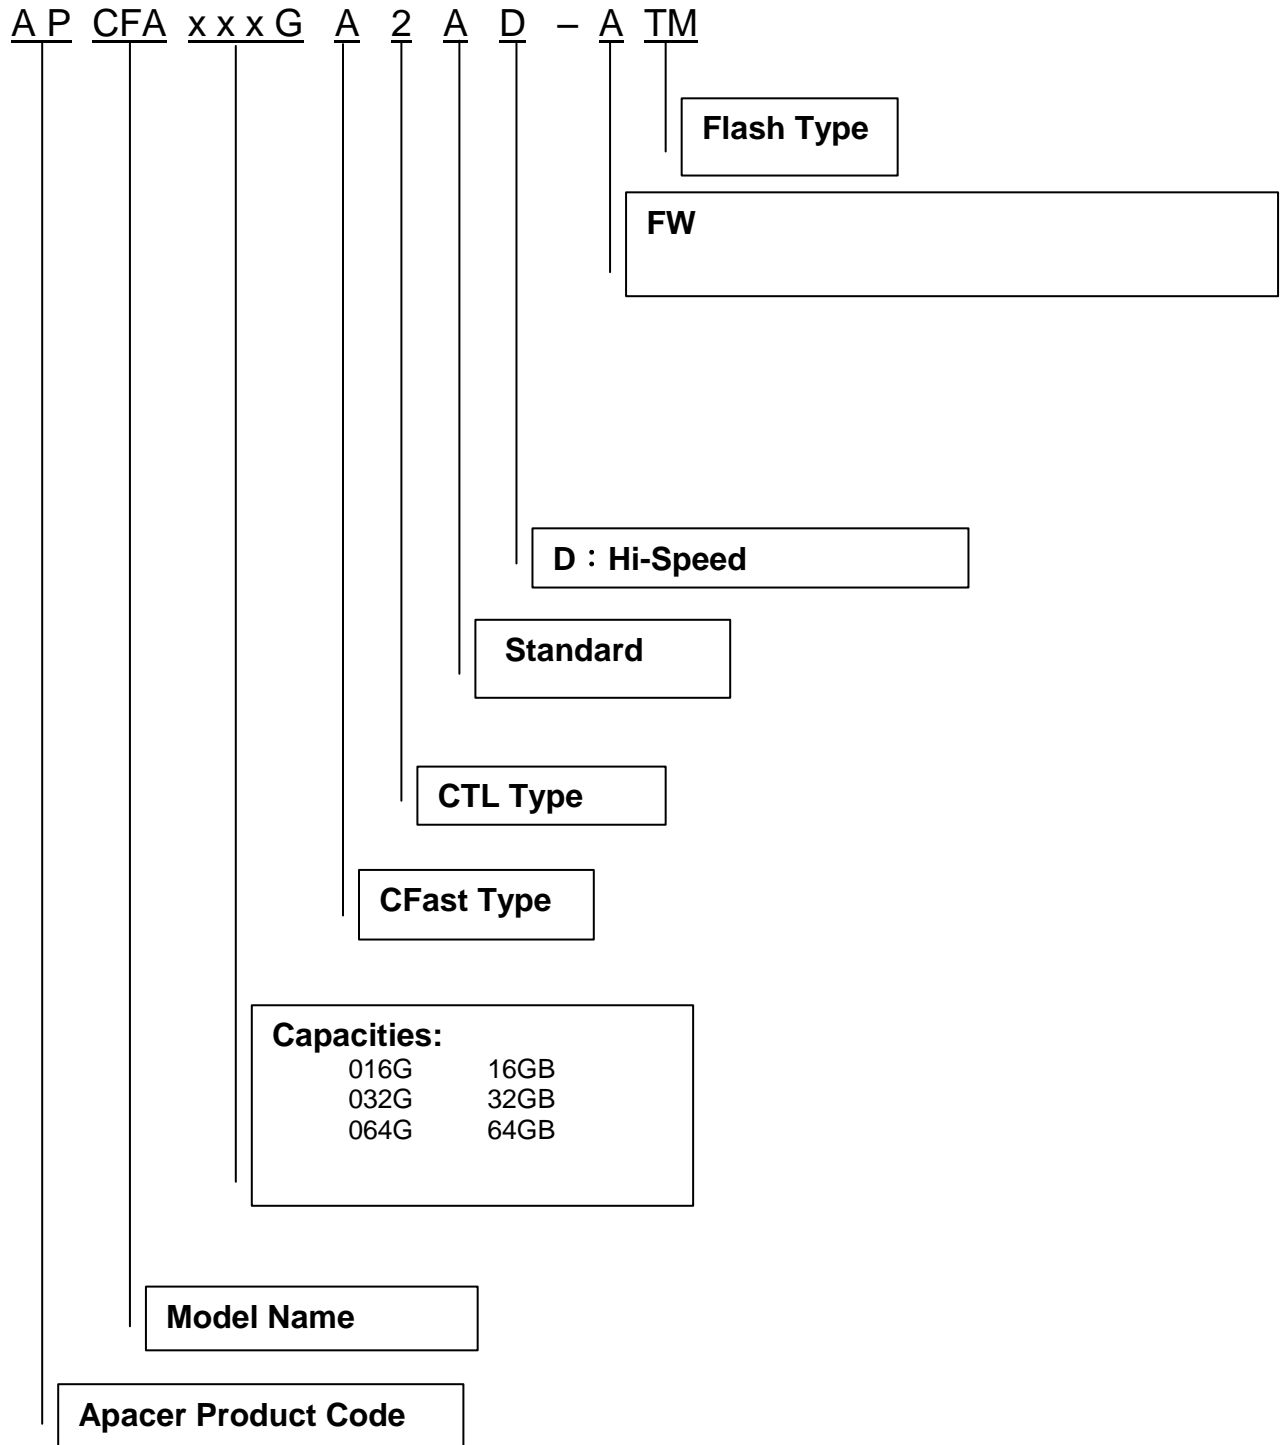 A P CFA x x x G A 2 A D – A TM
Flash Type
FW
D：Hi-Speed
Standard
CTL Type
CFast Type
Capacities:
016G 16GB
032G 32GB
064G 64GB
Model Name
Apacer Product Code